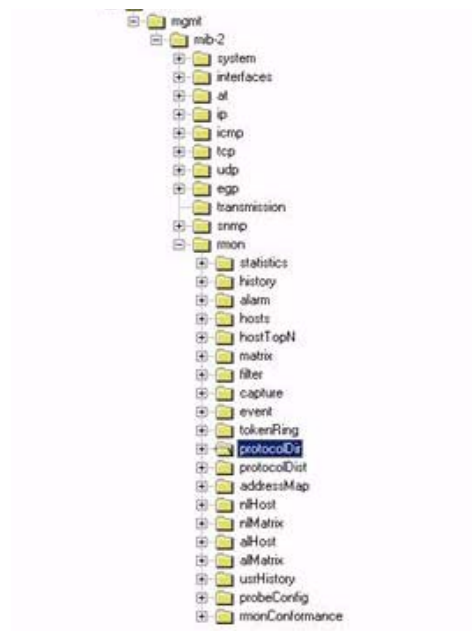 mgmt
mib-2
system
interfaces
at
ip
icmp
tcp
udp
egp
transmission
snmp
rmon
statistics
history
alarm
hosts
hostTopN
matrix
filter
capture
event
tokenRing
protocolDir
protocolDist
addressMap
nlHost
nlMatrix
alHost
alMatrix
usrHistory
probeConfig
rmonConformance